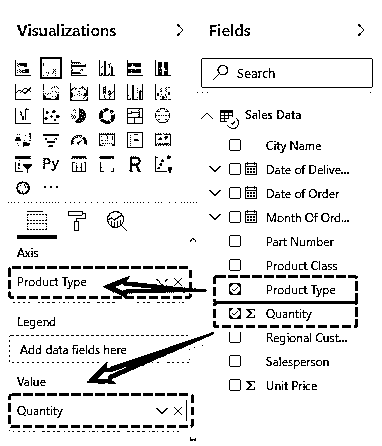 Visualizations
Fields
Search
Sales Data
City Name
Date of Delive...
Date of Order
Month Of Ord...
Part Number
Product Class
Product Type
Σ Quantity
Regional Cust...
Salesperson
Σ Unit Price
Py
R
...
Axis
Product Type
Legend
Add data fields here
Value
Quantity